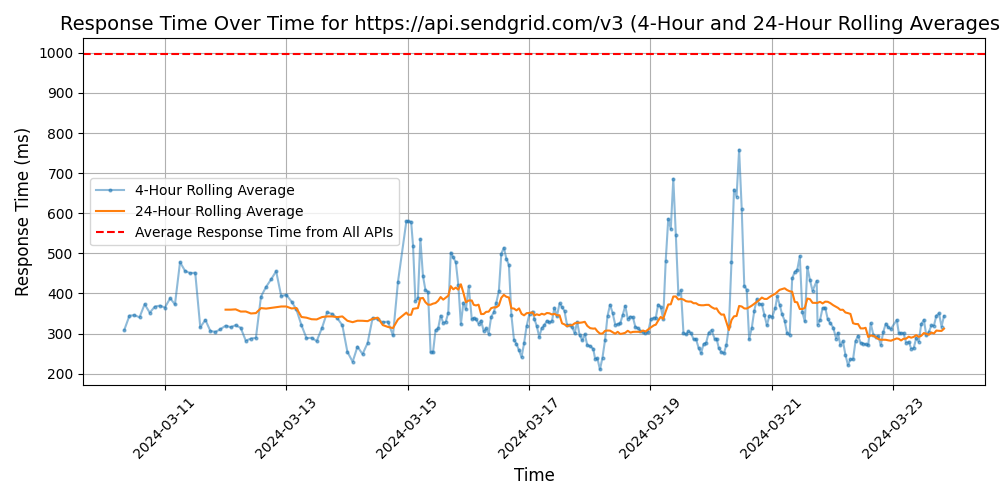 Response Time Over Time for https://api.sendgrid.com/v3 (4-Hour and 24-Hour Rolling Averages
Response Time (ms)
1000
900
800
700
600
500
400
300
200
4-Hour Rolling Average
24-Hour Rolling Average
Average Response Time from All APIs
2024-03-11
2024-03-13
2024-03-15
2024-03-17
2024-03-19
2024-03-21
2024-03-23
Time